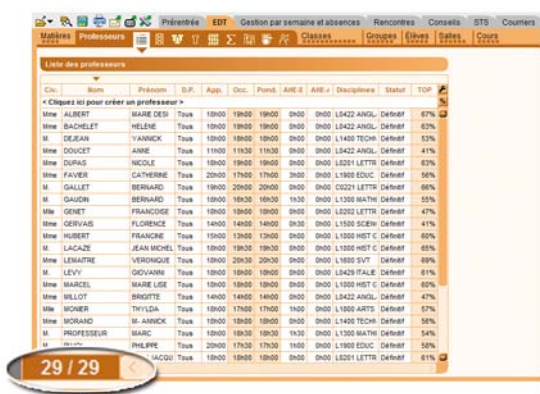 Prérentrée EDT Gestion par semaine et absences Rencontres Conseils STS Courriers
Matières Professeurs Classes Groupes Élèves Salles Cours
Liste des professeurs
Civ. Nom Prénom D.P. App. Occ. Pond. AHE-E AHE-J Discipline Statut TOP
< Cliquez ici pour créer un professeur >
Mme ALBERT MARIE DESI Tous 18h00 19h00 19h00 0h00 0h00 L0422 ANGL. Définitif 67%
Mme BACHELET HELENE Tous 18h00 18h00 18h00 0h00 0h00 L0422 ANGL. Définitif 63%
M. DEJEAN YANNICK Tous 18h00 18h00 18h00 0h00 0h00 L1400 TECHI Définitif 53%
Mme DOUCET ANNE Tous 11h00 11h30 11h30 0h00 0h00 L0422 ANGL. Définitif 41%
Mme DUPAS NICOLE Tous 18h00 19h00 19h00 0h00 0h00 L0201 LETTR Définitif 63%
Mme FAVIER CATHERINE Tous 20h00 17h00 17h00 3h00 0h00 L1900 EDUC Définitif 56%
M. GALLET BERNARD Tous 19h00 20h00 20h00 0h00 0h00 C0221 LETTR Définitif 66%
M. GAUDIN BERNARD Tous 18h00 16h30 16h30 1h30 0h00 L1300 MATHI Définitif 55%
Mlle GENET FRANCOISE Tous 18h00 18h00 18h00 0h00 0h00 L0202 LETTR Définitif 47%
Mme GERVAIS FLORENCE Tous 14h00 14h00 14h00 0h30 0h00 L1500 SCIEN Définitif 41%
Mme HUBERT FRANCINE Tous 15h00 13h00 13h00 0h00 0h00 L1000 HIST G Définitif 60%
M. LACAZE JEAN MICHEL Tous 18h00 19h30 19h30 0h00 0h00 L1000 HIST G Définitif 65%
Mme LEMAITRE VERONIQUE Tous 18h00 20h30 20h30 0h00 0h00 L1600 SVT Définitif 69%
M. LEVY GIOVANNI Tous 18h00 18h00 18h00 0h00 0h00 L0429 ITALIE Définitif 61%
Mme MARCEL MARIE LISE Tous 18h00 18h00 18h00 0h00 0h00 L1000 HIST G Définitif 60%
Mme MILLOT BRIGITTE Tous 14h00 14h00 14h00 0h00 0h00 L0422 ANGL. Définitif 47%
Mlle MONIER THYLDA Tous 18h00 17h00 17h00 1h00 0h00 L1800 ARTS Définitif 57%
Mme MORAND M- ANNICK Tous 18h00 18h00 18h00 0h00 0h00 L1400 TECHI Définitif 56%
M. PROFESSEUR MARC Tous 18h00 18h30 18h30 1h30 0h00 L1300 MATHI Définitif 54%
PHILIPPE Tous 20h00 17h30 17h30 1h30 0h00 L1900 EDUC Définitif 58%
JACQU Tous 18h00 18h00 18h00 0h00 0h00 L0201 LETTR Définitif 61%
29 / 29